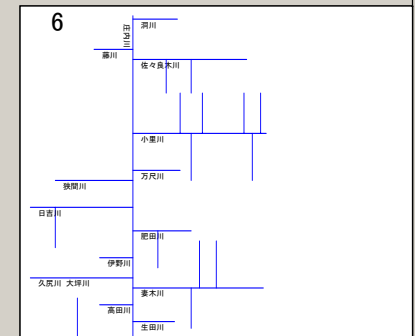 6
庄内川
洞川
藤川
佐々良木川
小里川
万尺川
狭間川
日吉川
肥田川
伊野川
久尻川 大坪川
妻木川
高田川
生田川